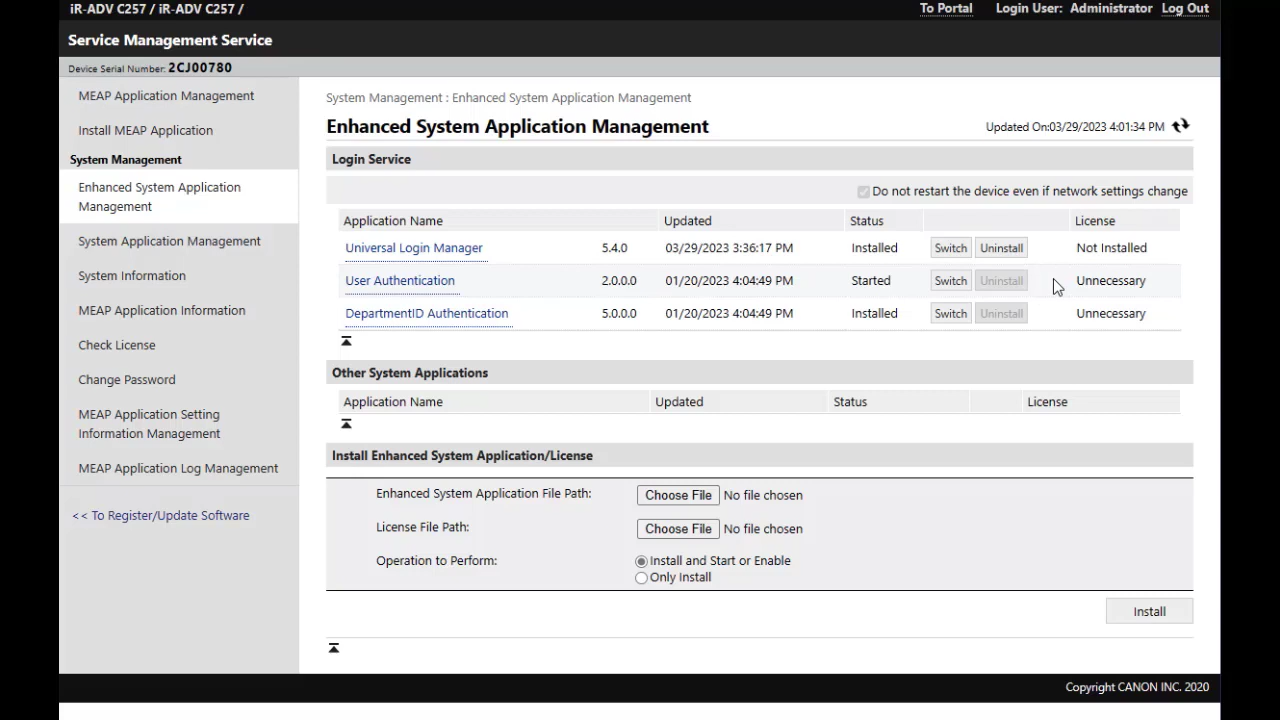 iR-ADV C257 / iR-ADV C257 / To Portal Login User: Administrator Log Out
Service Management Service
Device Serial Number: 2CJ00780
MEAP Application Management
Install MEAP Application
System Management
Enhanced System Application
Management
System Application Management
System Information
MEAP Application Information
Check License
Change Password
MEAP Application Setting
Information Management
MEAP Application Log Management
<< To Register/Update Software
System Management : Enhanced System Application Management
Enhanced System Application Management Updated On:03/29/2023 4:01:34 PM
Login Service
Do not restart the device even if network settings change
Application Name Updated Status License
Universal Login Manager 5.4.0 03/29/2023 3:36:17 PM Installed Switch Uninstall Not Installed
User Authentication 2.0.0.0 01/20/2023 4:04:49 PM Started Switch Uninstall Unnecessary
DepartmentID Authentication 5.0.0.0 01/20/2023 4:04:49 PM Installed Switch Uninstall Unnecessary
Other System Applications
Application Name Updated Status License
Install Enhanced System Application/License
Enhanced System Application File Path: Choose File No file chosen
License File Path: Choose File No file chosen
Operation to Perform: Install and Start or Enable
Only Install
Install
Copyright CANON INC. 2020